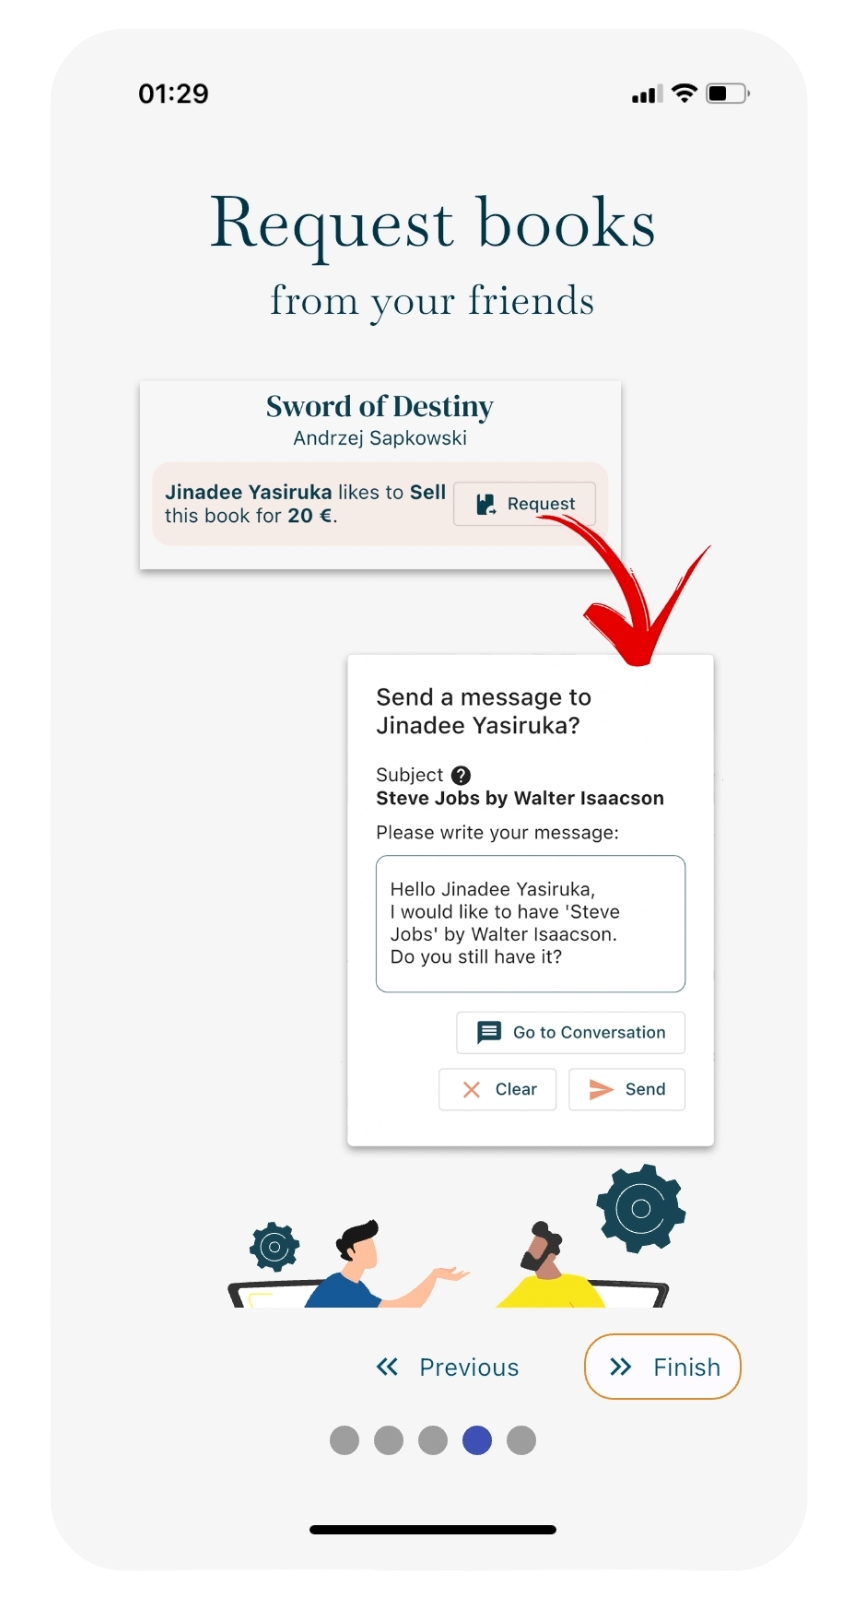 01:29
Request books
from your friends
Sword of Destiny
Andrzej Sapkowski
Jinadee Yasiruka likes to Sell
this book for 20 €.
Request
Send a message to
Jinadee Yasiruka?
Subject ?
Steve Jobs by Walter Isaacson
Please write your message:
Hello Jinadee Yasiruka,
I would like to have 'Steve
Jobs' by Walter Isaacson.
Do you still have it?
Go to Conversation
Clear
Send
Previous
Finish